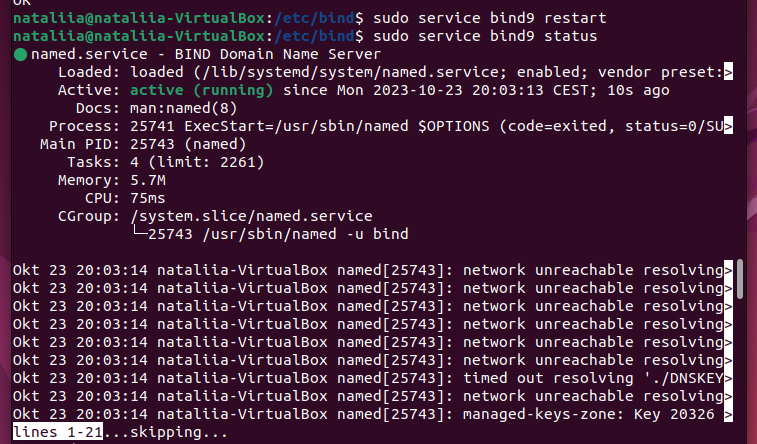 OK
nataliia@nataliia-VirtualBox:/etc/bind$ sudo service bind9 restart
nataliia@nataliia-VirtualBox:/etc/bind$ sudo service bind9 status
● named.service - BIND Domain Name Server
     Loaded: loaded (/lib/systemd/system/named.service; enabled; vendor preset:>
     Active: active (running) since Mon 2023-10-23 20:03:13 CEST; 10s ago
       Docs: man:named(8)
    Process: 25741 ExecStart=/usr/sbin/named $OPTIONS (code=exited, status=0/SU>
   Main PID: 25743 (named)
      Tasks: 4 (limit: 2261)
     Memory: 5.7M
        CPU: 75ms
     CGroup: /system.slice/named.service
             └─25743 /usr/sbin/named -u bind
Okt 23 20:03:14 nataliia-VirtualBox named[25743]: network unreachable resolving>
Okt 23 20:03:14 nataliia-VirtualBox named[25743]: network unreachable resolving>
Okt 23 20:03:14 nataliia-VirtualBox named[25743]: network unreachable resolving>
Okt 23 20:03:14 nataliia-VirtualBox named[25743]: network unreachable resolving>
Okt 23 20:03:14 nataliia-VirtualBox named[25743]: network unreachable resolving>
Okt 23 20:03:14 nataliia-VirtualBox named[25743]: network unreachable resolving>
Okt 23 20:03:14 nataliia-VirtualBox named[25743]: timed out resolving './DNSKEY>
Okt 23 20:03:14 nataliia-VirtualBox named[25743]: network unreachable resolving>
Okt 23 20:03:14 nataliia-VirtualBox named[25743]: managed-keys-zone: Key 20326 >
lines 1-21...skipping...